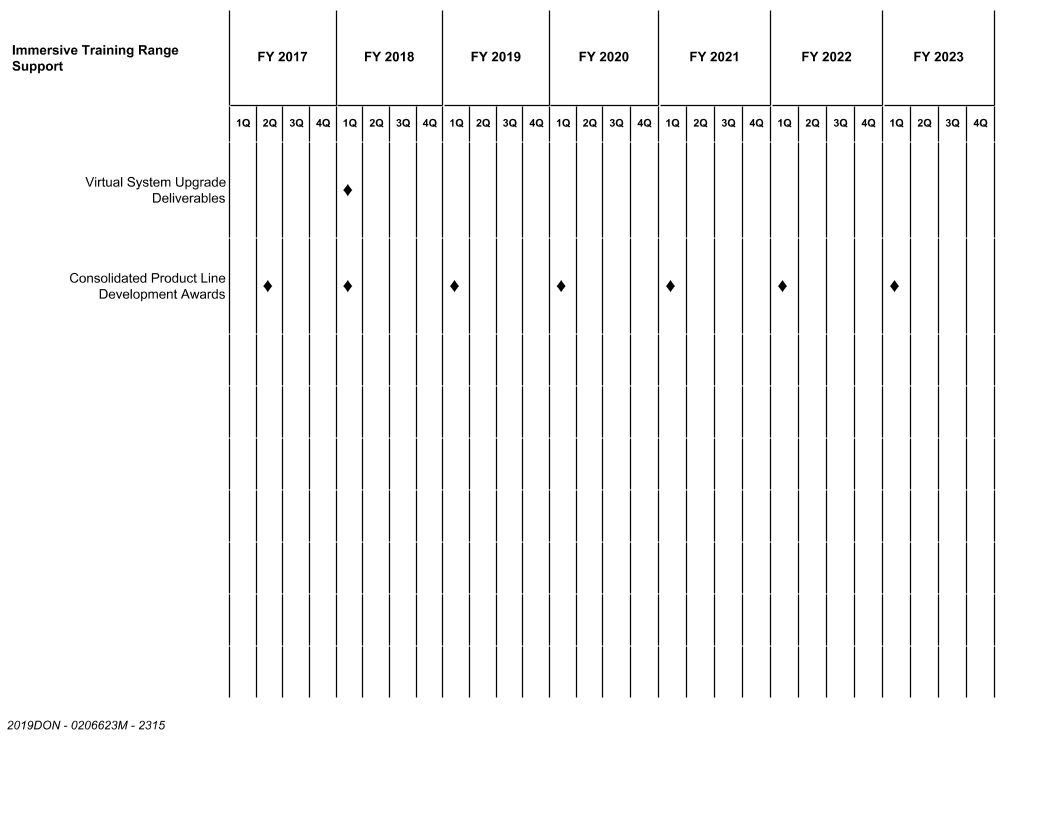 Immersive Training Range
Support
FY 2017 FY 2018 FY 2019 FY 2020 FY 2021 FY 2022 FY 2023
1Q 2Q 3Q 4Q 1Q 2Q 3Q 4Q 1Q 2Q 3Q 4Q 1Q 2Q 3Q 4Q 1Q 2Q 3Q 4Q 1Q 2Q 3Q 4Q 1Q 2Q 3Q 4Q
Virtual System Upgrade
Deliverables
Consolidated Product Line
Development Awards
2019DON - 0206623M - 2315